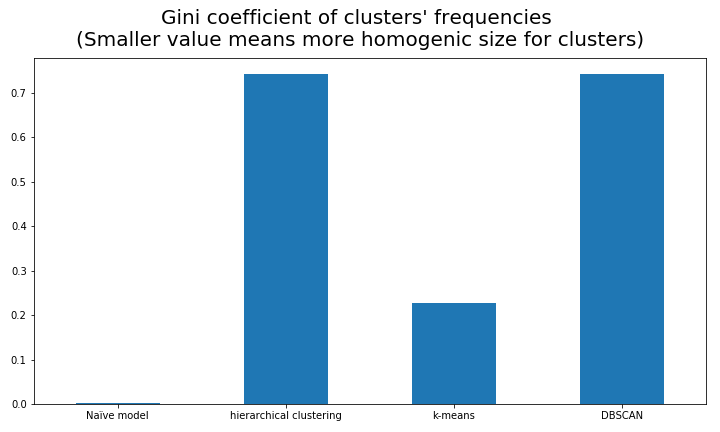 Gini coefficient of clusters' frequencies
(Smaller value means more homogenic size for clusters)
0.7
0.6
0.5
0.4
0.3
0.2
0.1
0.0
Naïve model
hierarchical clustering
k-means
DBSCAN